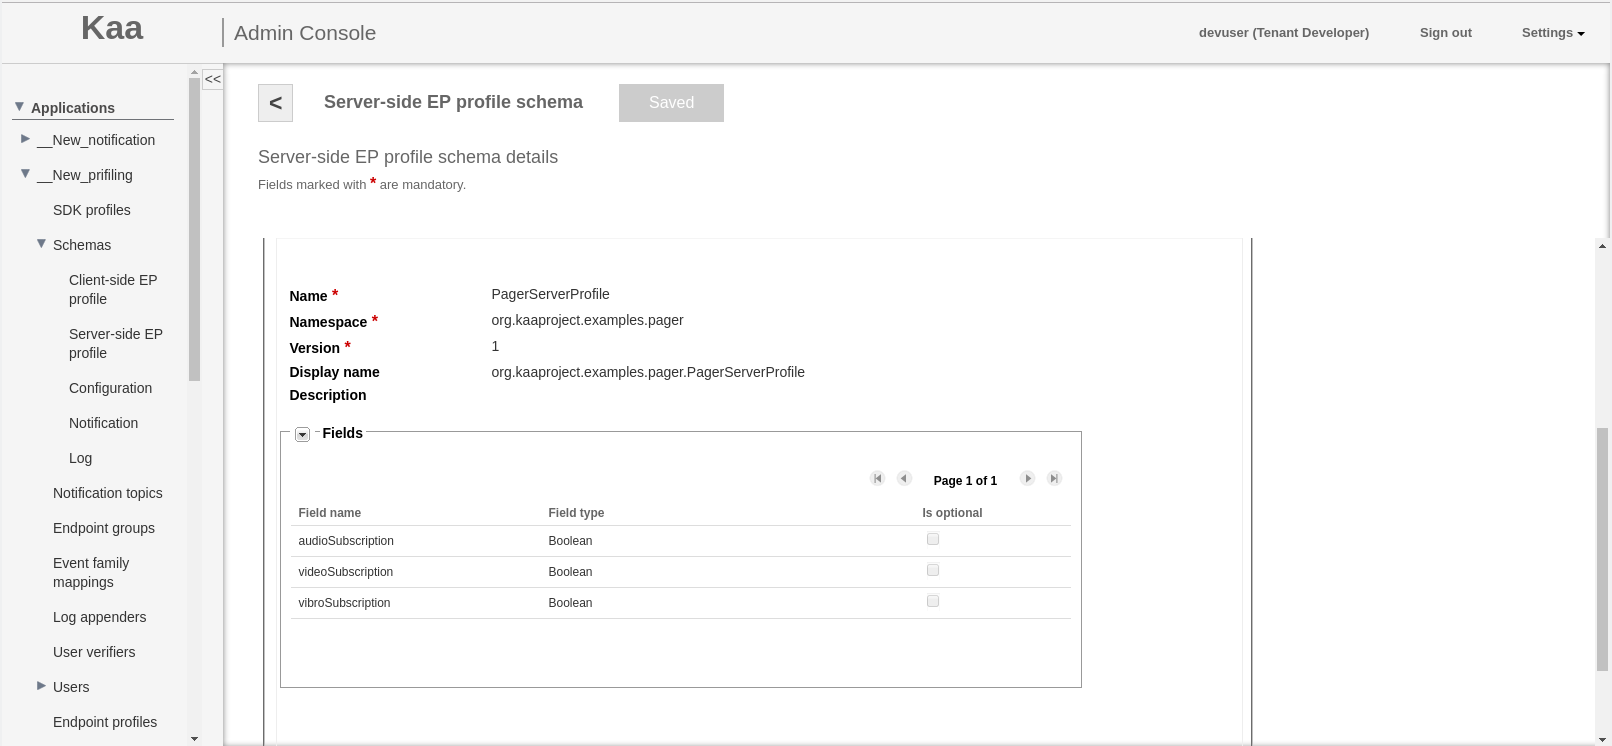 Kaa
Admin Console
devuser (Tenant Developer)
Sign out
Settings
<<
Applications
__New_notification
__New_prifiling
SDK profiles
Schemas
Client-side EP
profile
Server-side EP
profile
Configuration
Notification
Log
Notification topics
Endpoint groups
Event family
mappings
Log appenders
User verifiers
Users
Endpoint profiles
<
Server-side EP profile schema
Saved
Server-side EP profile schema details
Fields marked with * are mandatory.
Name * PagerServerProfile
Namespace * org.kaaproject.examples.pager
Version * 1
Display name org.kaaproject.examples.pager.PagerServerProfile
Description
Fields
Page 1 of 1
Field name Field type Is optional
audioSubscription Boolean
videoSubscription Boolean
vibroSubscription Boolean